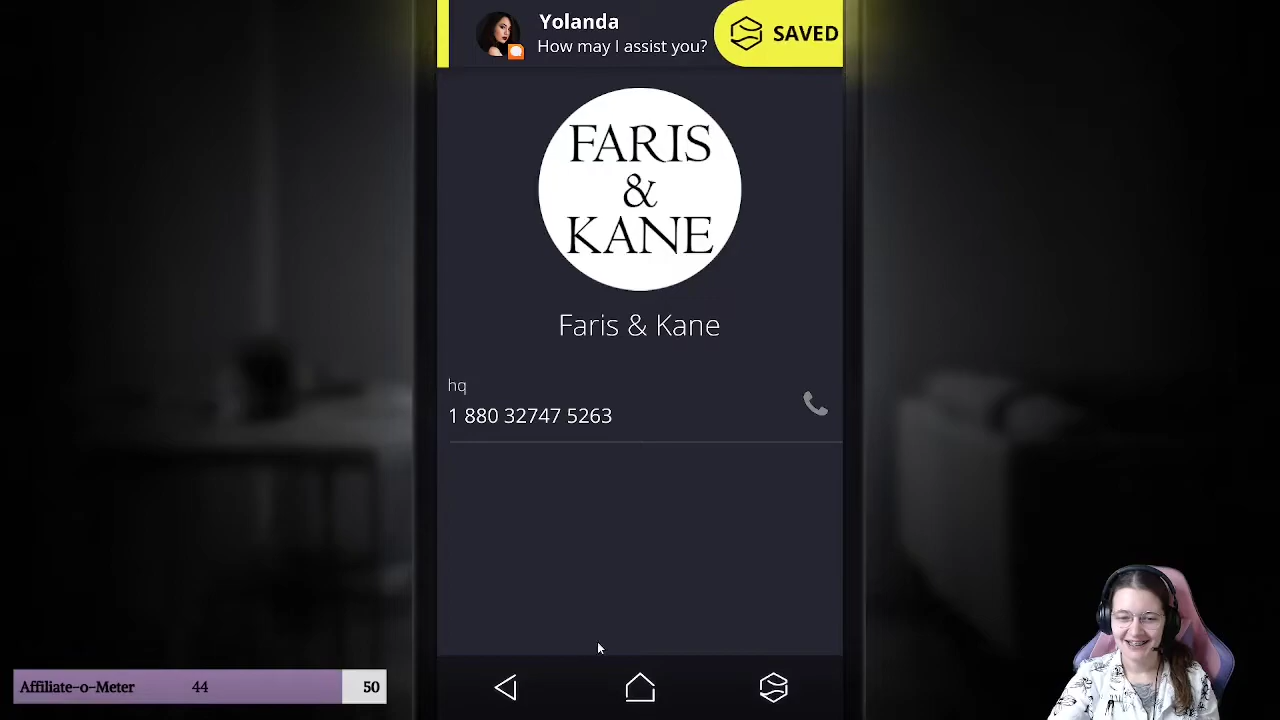 Yolanda
How may I assist you?
SAVED
FARIS
&
KANE
Faris & Kane
hq
1 880 32747 5263
Affiliate-o-Meter 44 50